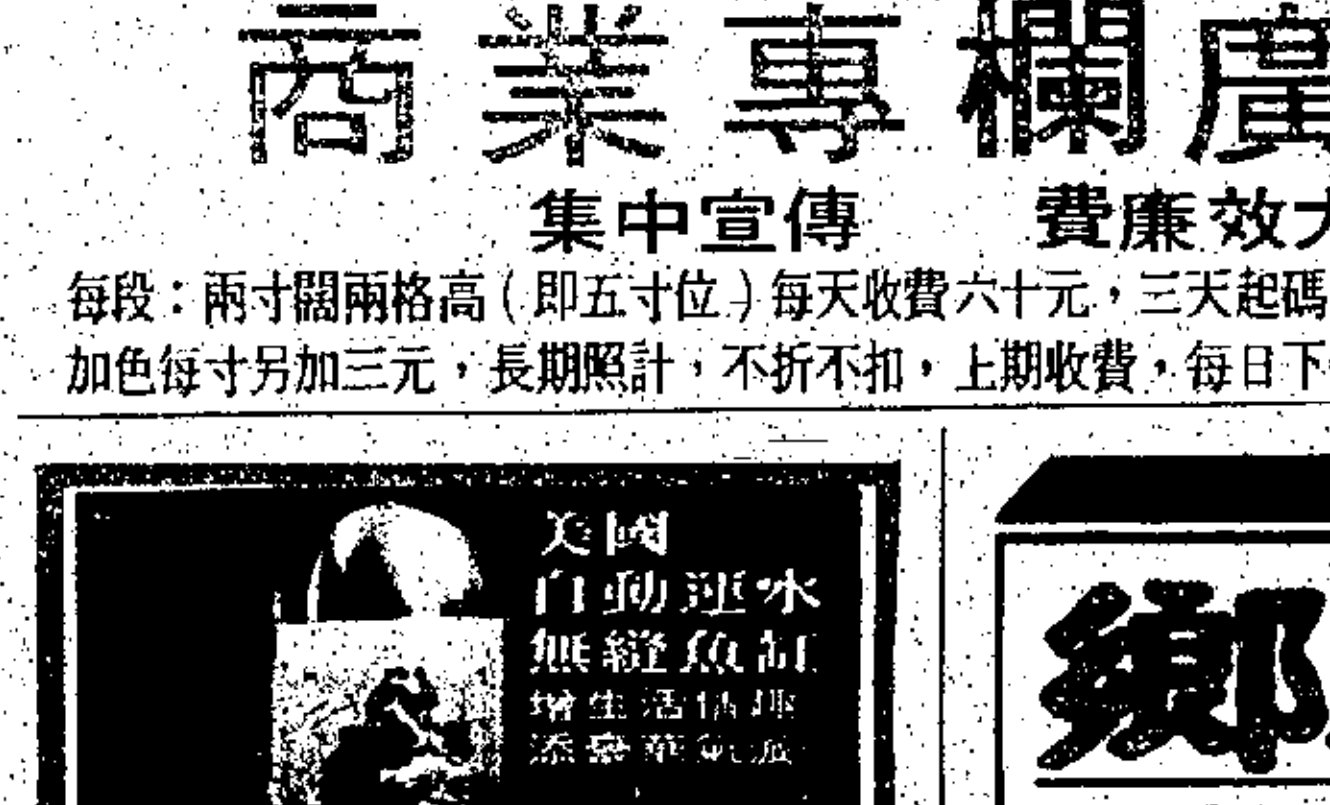 商業專欄廣
集中宣傳 費廉效大
每段：兩寸闊兩格高（即五寸位）每天收費六十元，三天起碼
加色每寸另加三元，長期照計，不折不扣，上期收費，每日下
美國
自動運水
無縫魚缸
增生活情趣
添豪華氣派
鄉